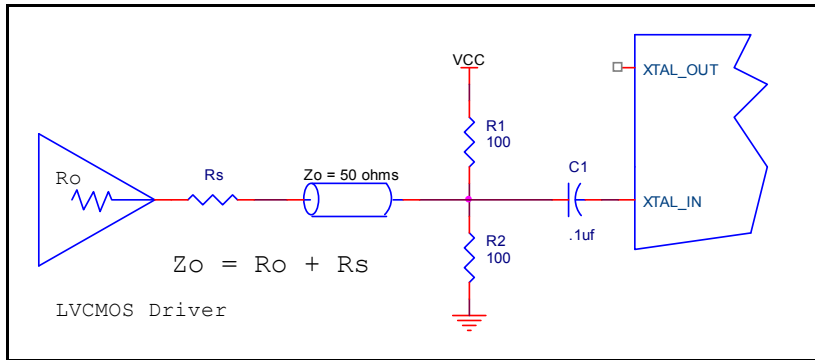 VCC
XTAL_OUT
R1
100
Ro
Rs
Zo = 50 ohms
C1
XTAL_IN
.1uf
R2
100
Zo = Ro + Rs
LVCMOS Driver